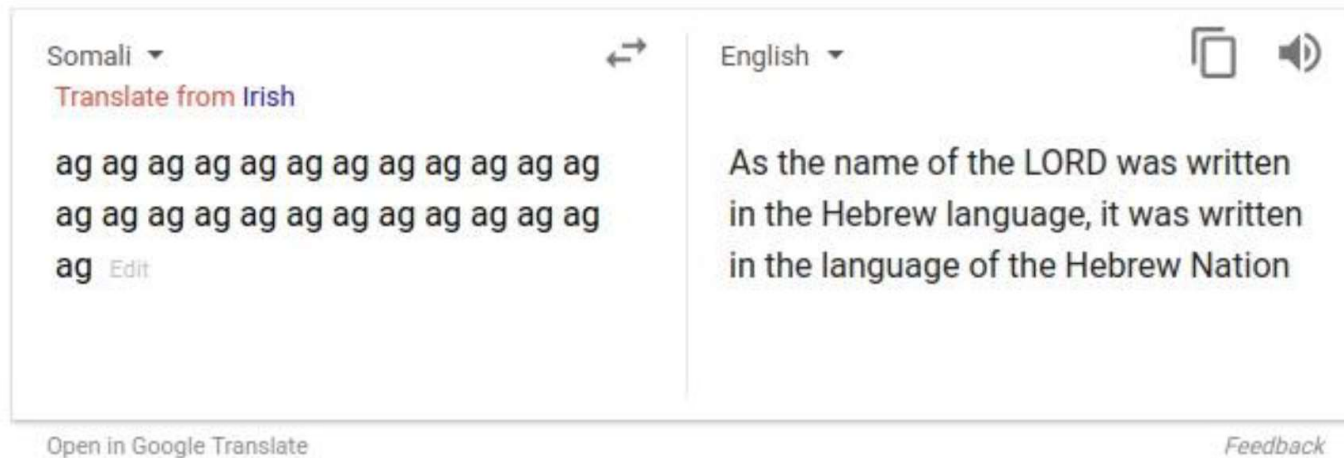 Somali
English
Translate from Irish
ag ag ag ag ag ag ag ag ag ag ag ag
ag ag ag ag ag ag ag ag ag ag ag ag
ag Edit
As the name of the LORD was written
in the Hebrew language, it was written
in the language of the Hebrew Nation
Open in Google Translate
Feedback